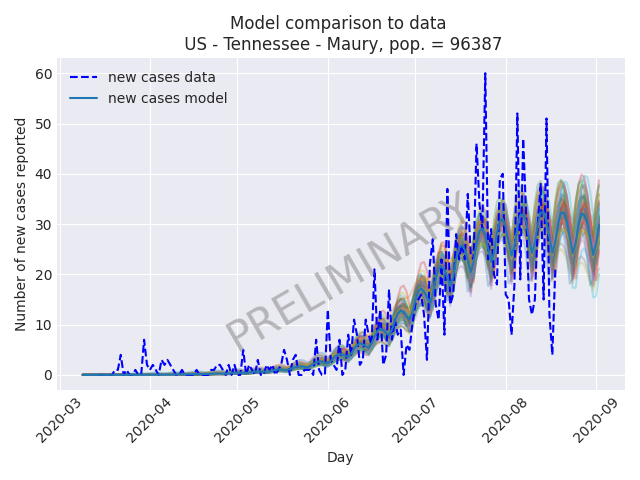 Model comparison to data
US - Tennessee - Maury, pop. = 96387
new cases data
new cases model
PRELIMINARY
Number of new cases reported
60
50
40
30
20
10
0
2020-03
2020-04
2020-05
2020-06
2020-07
2020-08
2020-09
Day